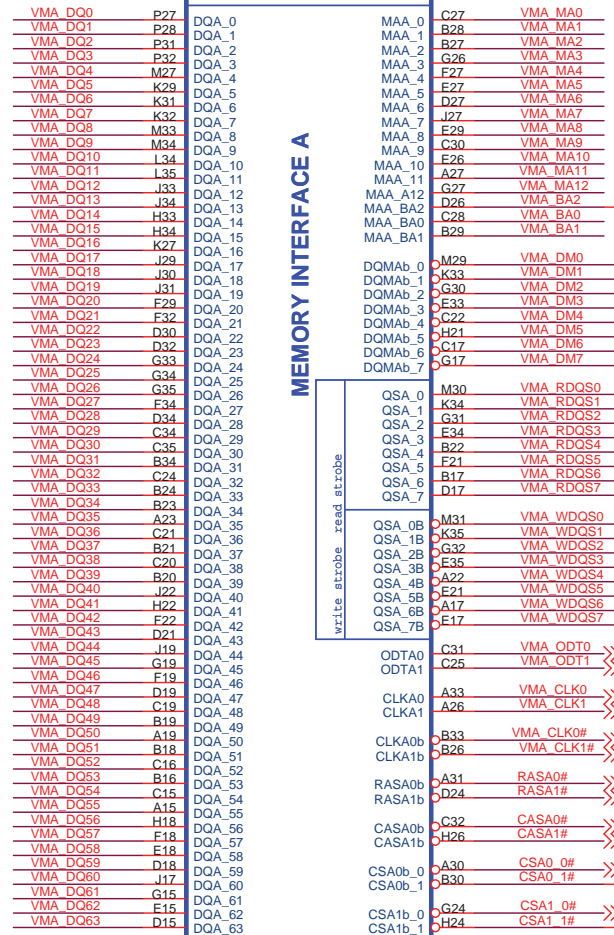 VMA_DQ0 P27 DQA_0
VMA_DQ1 P28 DQA_1
VMA_DQ2 P31 DQA_2
VMA_DQ3 P32 DQA_3
VMA_DQ4 M27 DQA_4
VMA_DQ5 K29 DQA_5
VMA_DQ6 K31 DQA_6
VMA_DQ7 K32 DQA_7
VMA_DQ8 M33 DQA_8
VMA_DQ9 M34 DQA_9
VMA_DQ10 L34 DQA_10
VMA_DQ11 L35 DQA_11
VMA_DQ12 J33 DQA_12
VMA_DQ13 J34 DQA_13
VMA_DQ14 H33 DQA_14
VMA_DQ15 H34 DQA_15
VMA_DQ16 K27 DQA_16
VMA_DQ17 J29 DQA_17
VMA_DQ18 J30 DQA_18
VMA_DQ19 J31 DQA_19
VMA_DQ20 F29 DQA_20
VMA_DQ21 F32 DQA_21
VMA_DQ22 D30 DQA_22
VMA_DQ23 D32 DQA_23
VMA_DQ24 G33 DQA_24
VMA_DQ25 G34 DQA_25
VMA_DQ26 G35 DQA_26
VMA_DQ27 F34 DQA_27
VMA_DQ28 D34 DQA_28
VMA_DQ29 C34 DQA_29
VMA_DQ30 C35 DQA_30
VMA_DQ31 B34 DQA_31
VMA_DQ32 C24 DQA_32
VMA_DQ33 B24 DQA_33
VMA_DQ34 B23 DQA_34
VMA_DQ35 A23 DQA_35
VMA_DQ36 C21 DQA_36
VMA_DQ37 B21 DQA_37
VMA_DQ38 C20 DQA_38
VMA_DQ39 B20 DQA_39
VMA_DQ40 J22 DQA_40
VMA_DQ41 H22 DQA_41
VMA_DQ42 F22 DQA_42
VMA_DQ43 D21 DQA_43
VMA_DQ44 J19 DQA_44
VMA_DQ45 G19 DQA_45
VMA_DQ46 F19 DQA_46
VMA_DQ47 D19 DQA_47
VMA_DQ48 C19 DQA_48
VMA_DQ49 B19 DQA_49
VMA_DQ50 A19 DQA_50
VMA_DQ51 B18 DQA_51
VMA_DQ52 C16 DQA_52
VMA_DQ53 B16 DQA_53
VMA_DQ54 C15 DQA_54
VMA_DQ55 A15 DQA_55
VMA_DQ56 H18 DQA_56
VMA_DQ57 F18 DQA_57
VMA_DQ58 E18 DQA_58
VMA_DQ59 D18 DQA_59
VMA_DQ60 J17 DQA_60
VMA_DQ61 G15 DQA_61
VMA_DQ62 E15 DQA_62
VMA_DQ63 D15 DQA_63
MEMORY INTERFACE A
MAA_0 C27 VMA_MA0
MAA_1 B28 VMA_MA1
MAA_2 B27 VMA_MA2
MAA_3 G26 VMA_MA3
MAA_4 F27 VMA_MA4
MAA_5 E27 VMA_MA5
MAA_6 D27 VMA_MA6
MAA_7 J27 VMA_MA7
MAA_8 E29 VMA_MA8
MAA_9 C30 VMA_MA9
MAA_10 E26 VMA_MA10
MAA_11 A27 VMA_MA11
MAA_A12 G27 VMA_MA12
MAA_BA2 D26 VMA_BA2
MAA_BA0 C28 VMA_BA0
MAA_BA1 B29 VMA_BA1
DQMAb_0 M29 VMA_DM0
DQMAb_1 K33 VMA_DM1
DQMAb_2 G30 VMA_DM2
DQMAb_3 E33 VMA_DM3
DQMAb_4 C22 VMA_DM4
DQMAb_5 H21 VMA_DM5
DQMAb_6 C17 VMA_DM6
DQMAb_7 G17 VMA_DM7
read strobe
QSA_0 M30 VMA_RDQS0
QSA_1 K34 VMA_RDQS1
QSA_2 G31 VMA_RDQS2
QSA_3 E34 VMA_RDQS3
QSA_4 B22 VMA_RDQS4
QSA_5 F21 VMA_RDQS5
QSA_6 B17 VMA_RDQS6
QSA_7 D17 VMA_RDQS7
write strobe
QSA_0B M31 VMA_WDQS0
QSA_1B K35 VMA_WDQS1
QSA_2B G32 VMA_WDQS2
QSA_3B E35 VMA_WDQS3
QSA_4B A22 VMA_WDQS4
QSA_5B E21 VMA_WDQS5
QSA_6B A17 VMA_WDQS6
QSA_7B E17 VMA_WDQS7
ODTA0 C31 VMA_ODT0
ODTA1 C25 VMA_ODT1
CLKA0 A33 VMA_CLK0
CLKA1 A26 VMA_CLK1
CLKA0b B33 VMA_CLK0#
CLKA1b B26 VMA_CLK1#
RASA0b A31 RASA0#
RASA1b D24 RASA1#
CASA0b C32 CASA0#
CASA1b H26 CASA1#
CSA0b_0 A30 CSA0_0#
CSA0b_1 B30 CSA0_1#
CSA1b_0 G24 CSA1_0#
CSA1b_1 H24 CSA1_1#